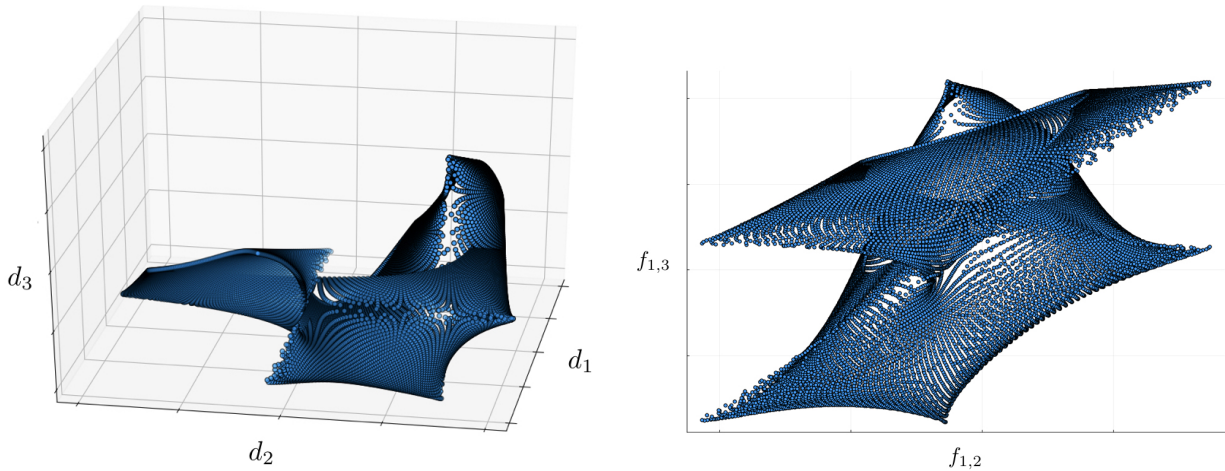 d₃
d₂
d₁
f₁,₃
f₁,₂